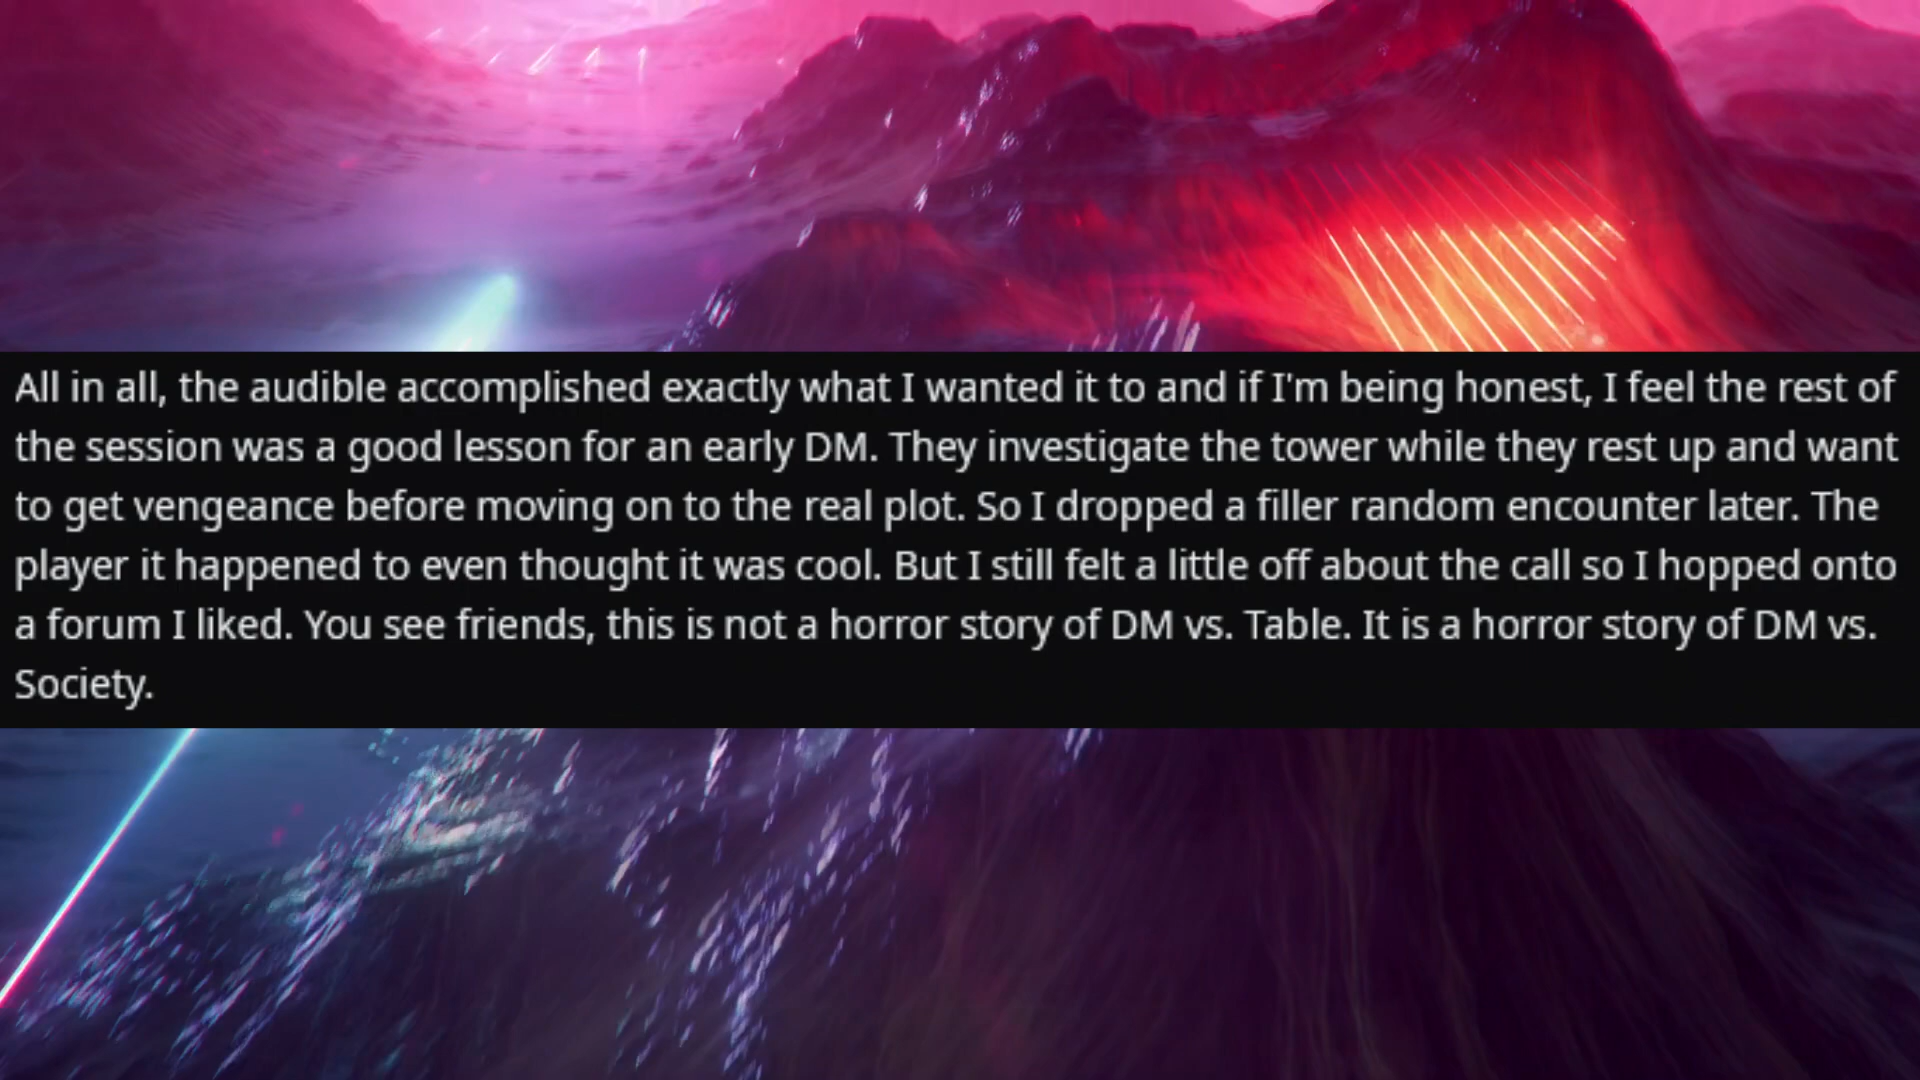 All in all, the audible accomplished exactly what I wanted it to and if I'm being honest, I feel the rest of
the session was a good lesson for an early DM. They investigate the tower while they rest up and want
to get vengeance before moving on to the real plot. So I dropped a filler random encounter later. The
player it happened to even thought it was cool. But I still felt a little off about the call so I hopped onto
a forum I liked. You see friends, this is not a horror story of DM vs. Table. It is a horror story of DM vs.
Society.